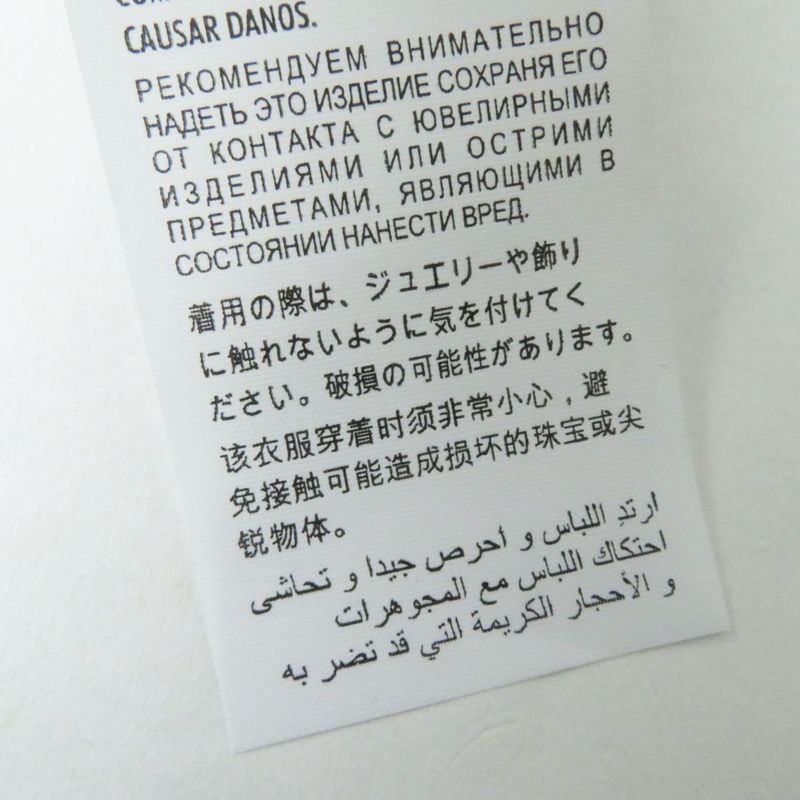 CAUSAR DANOS.
РЕКОМЕНДУЕМ ВНИМАТЕЛЬНО
НАДЕТЬ ЭТО ИЗДЕЛИЕ СОХРАНЯ ЕГО
ОТ КОНТАКТА С ЮВЕЛИРНЫМИ
ИЗДЕЛИЯМИ ИЛИ ОСТРИМИ
ПРЕДМЕТАМИ, ЯВЛЯЮЩИМИ В
СОСТОЯНИИ НАНЕСТИ ВРЕД.
着用の際は、ジュエリーや飾り
に触れないように気を付けてく
ださい。破損の可能性があります。
该衣服穿着时须非常小心，避
免接触可能造成损坏的珠宝或尖
锐物体。
ارتدِ اللباس و أحرص جيدا و تحاشى
احتكاك اللباس مع المجوهرات
و الأحجار الكريمة التي قد تضر به